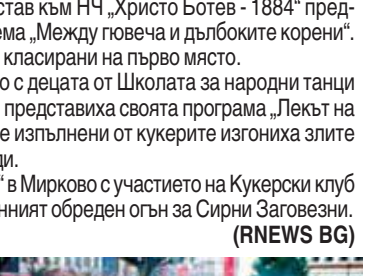 став към НЧ „Христо Ботев - 1884“ пред-
ема „Между гювеча и дълбоките корени“.
класирани на първо място.
о с децата от Школата за народни танци
представиха своята програма „Лекът на
е изпълнени от кукерите изгониха злите
ди.
“ в Мирково с участието на Кукерски клуб
нният обреден огън за Сирни Заговезни.
(RNEWS BG)